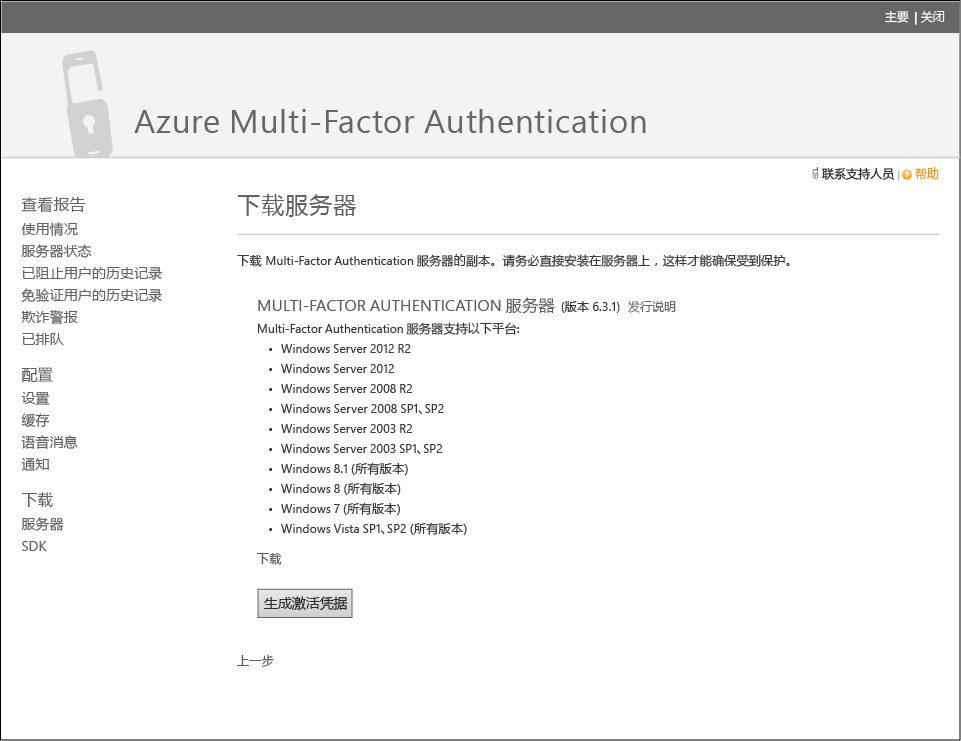 主要 | 关闭
Azure Multi-Factor Authentication
联系支持人员 | 帮助
查看报告
使用情况
服务器状态
已阻止用户的历史记录
免验证用户的历史记录
欺诈警报
已排队
配置
设置
缓存
语音消息
通知
下载
服务器
SDK
下载服务器
下载 Multi-Factor Authentication 服务器的副本。请务必直接安装在服务器上，这样才能确保受到保护。
MULTI-FACTOR AUTHENTICATION 服务器 (版本 6.3.1) 发行说明
Multi-Factor Authentication 服务器支持以下平台:
• Windows Server 2012 R2
• Windows Server 2012
• Windows Server 2008 R2
• Windows Server 2008 SP1、SP2
• Windows Server 2003 R2
• Windows Server 2003 SP1、SP2
• Windows 8.1 (所有版本)
• Windows 8 (所有版本)
• Windows 7 (所有版本)
• Windows Vista SP1、SP2 (所有版本)
下载
生成激活凭据
上一步